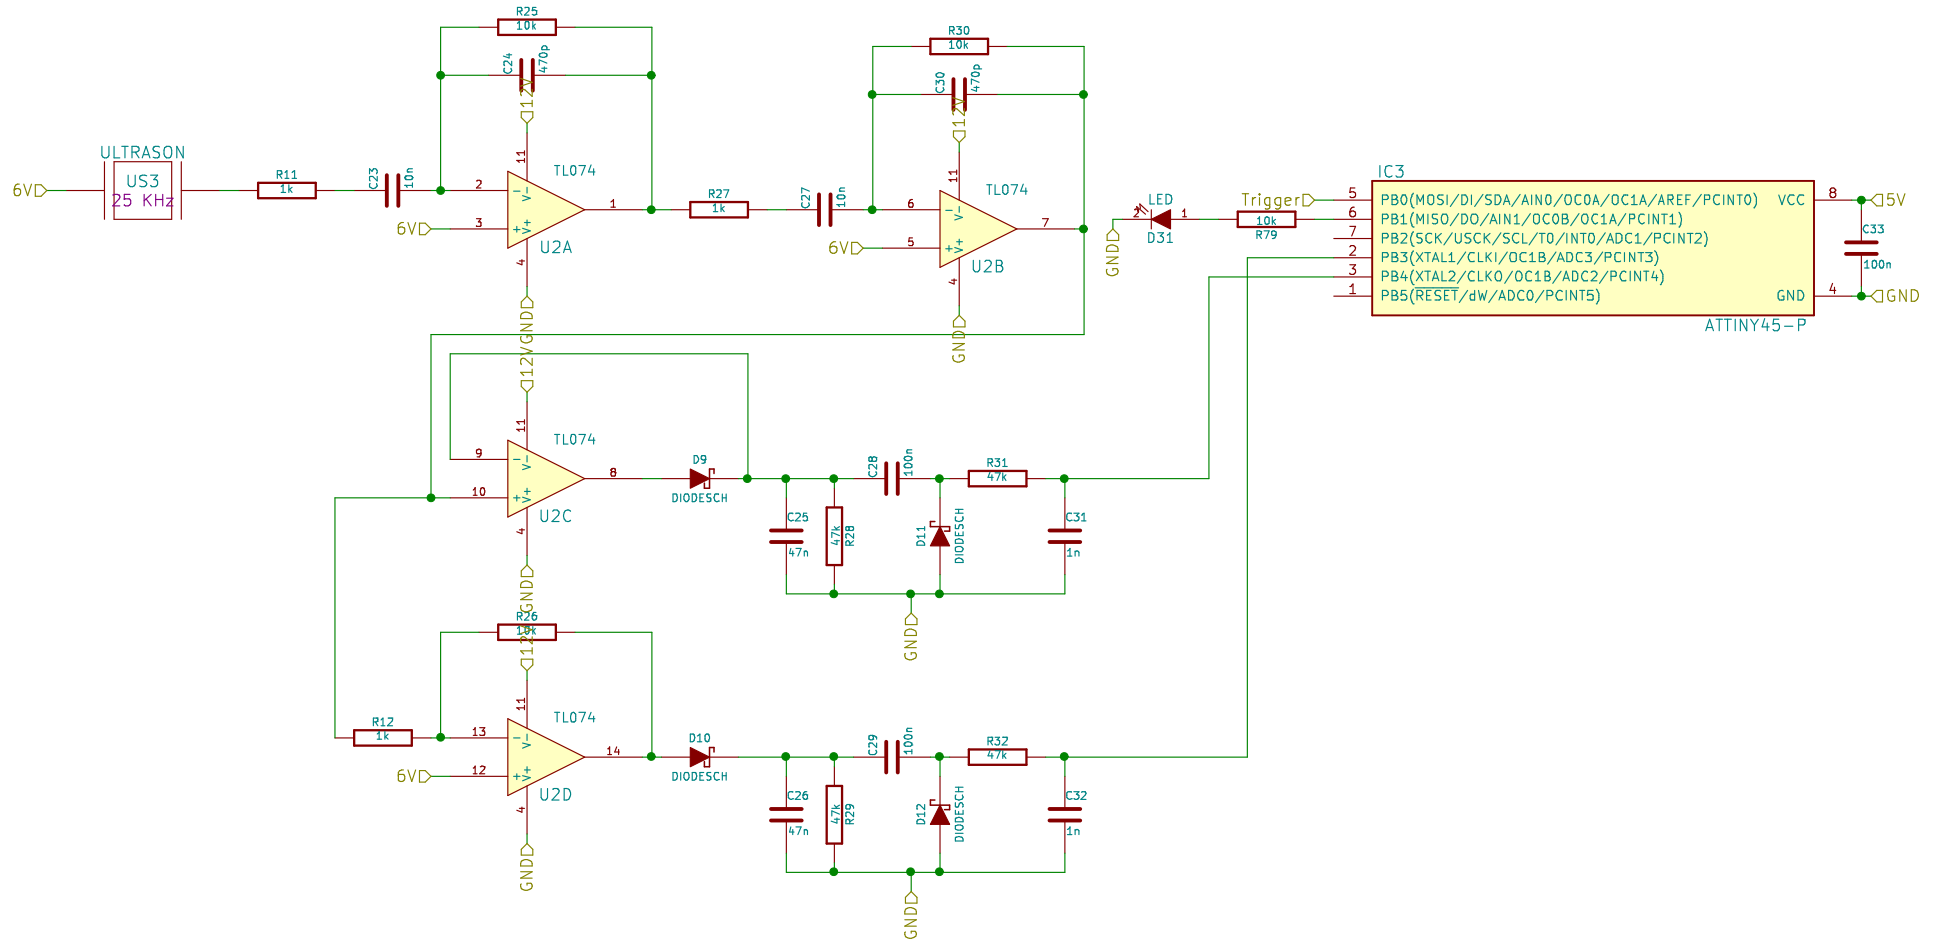 R25
10k
C24
470p
12V
11
TL074
ULTRASON
US3
25 KHz
6V
R11
1k
C23
10n
2
3
6V
1
−
+
V-
V+
U2A
4
GND
R30
10k
C30
470p
12V
11
TL074
R27
1k
C27
10n
6
5
6V
7
−
+
V-
V+
U2B
4
GND
LED
2
1
D31
GND
Trigger
10k
R79
IC3
5
PB0(MOSI/DI/SDA/AIN0/OC0A/OC1A/AREF/PCINT0)
VCC
8
5V
6
PB1(MISO/DO/AIN1/OC0B/OC1A/PCINT1)
7
PB2(SCK/USCK/SCL/T0/INT0/ADC1/PCINT2)
2
PB3(XTAL1/CLKI/OC1B/ADC3/PCINT3)
3
PB4(XTAL2/CLKO/OC1B/ADC2/PCINT4)
1
PB5(RESET/dW/ADC0/PCINT5)
GND
4
GND
C33
100n
ATTINY45-P
12V
11
TL074
9
10
8
−
+
V-
V+
U2C
4
GND
D9
DIODESCH
C25
47n
47k
R28
C28
100n
D11
DIODESCH
R31
47k
C31
1n
GND
R26
10k
12V
11
TL074
R12
1k
13
12
6V
14
−
+
V-
V+
U2D
4
GND
D10
DIODESCH
C26
47n
47k
R29
C29
100n
D12
DIODESCH
R32
47k
C32
1n
GND